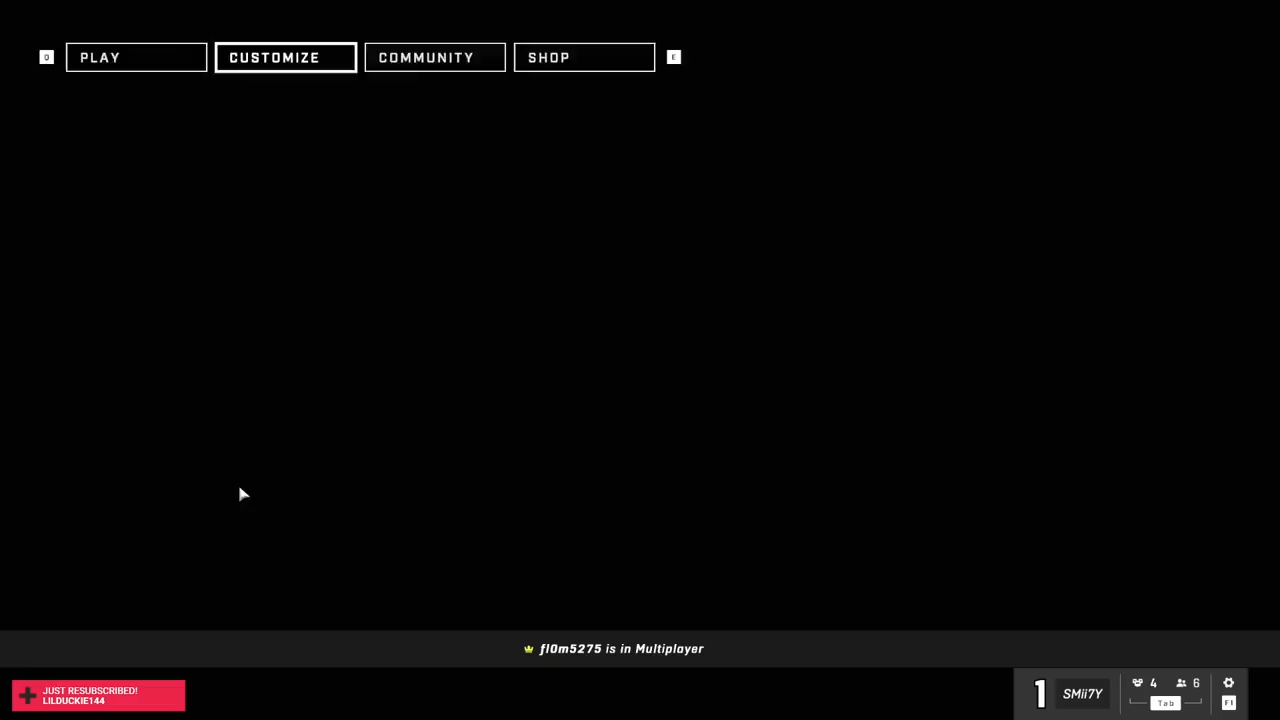 Q PLAY CUSTOMIZE COMMUNITY SHOP E
fl0m5275 is in Multiplayer
JUST RESUBSCRIBED!
LILDUCKIE144
1 SMii7Y 4 6
Tab F1